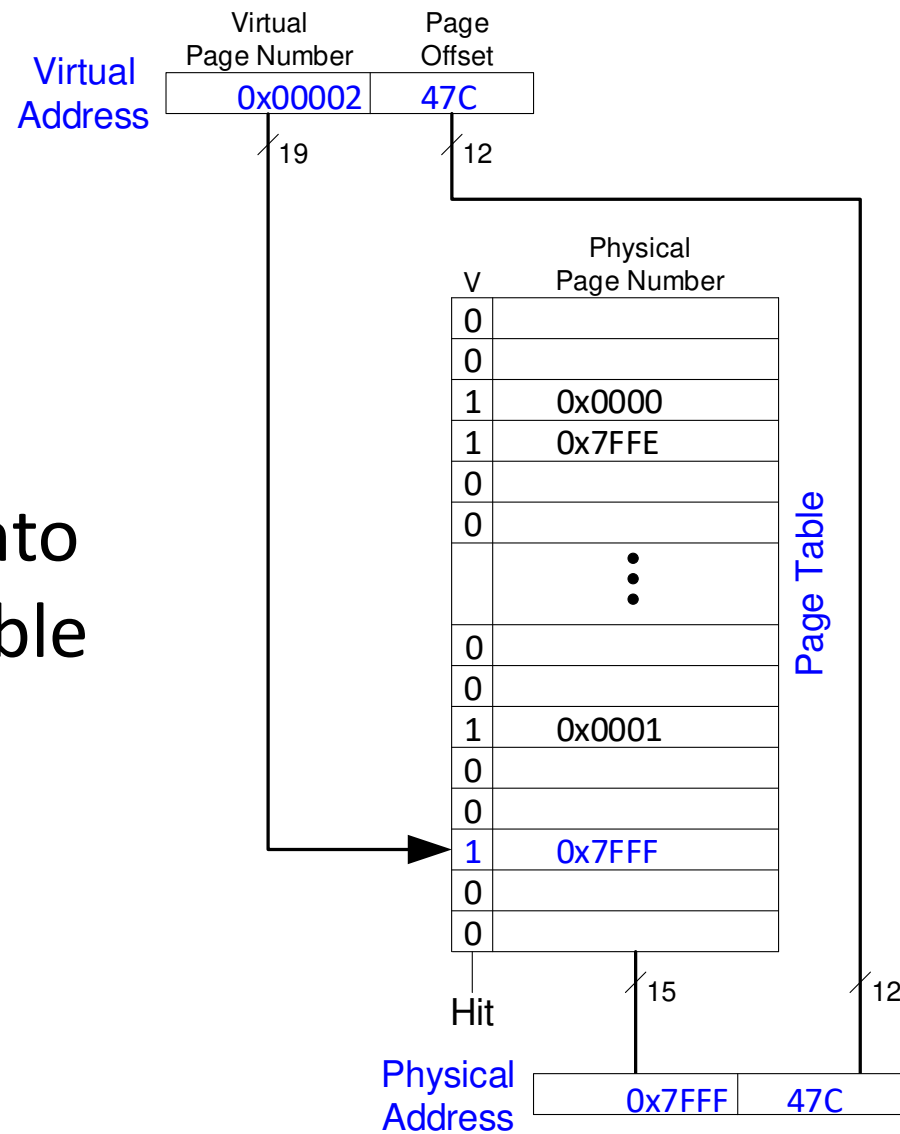 Virtual
Page Number
Page
Offset
Virtual
Address
0x00002
47C
19
12
Physical
Page Number
V
0
0
1 0x0000
1 0x7FFE
0
0
nto
ble
Page Table
0
0
1 0x0001
0
0
1 0x7FFF
0
0
Hit
15
12
Physical
Address
0x7FFF
47C